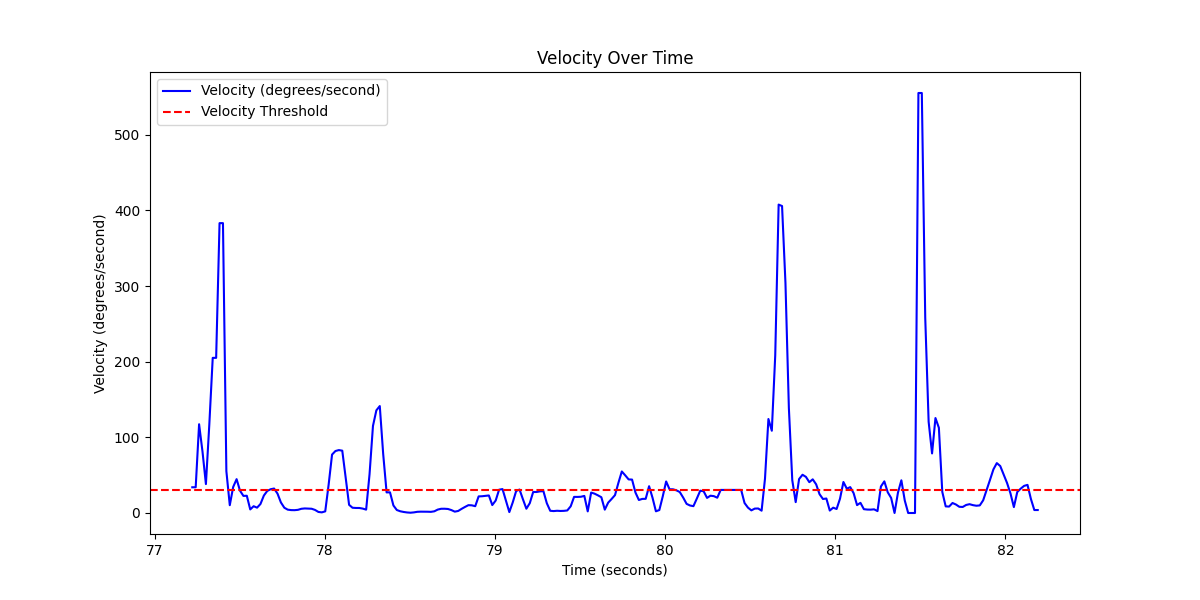 Velocity Over Time
Velocity (degrees/second)
Velocity Threshold
Velocity (degrees/second)
500
400
300
200
100
0
77
78
79
80
81
82
Time (seconds)